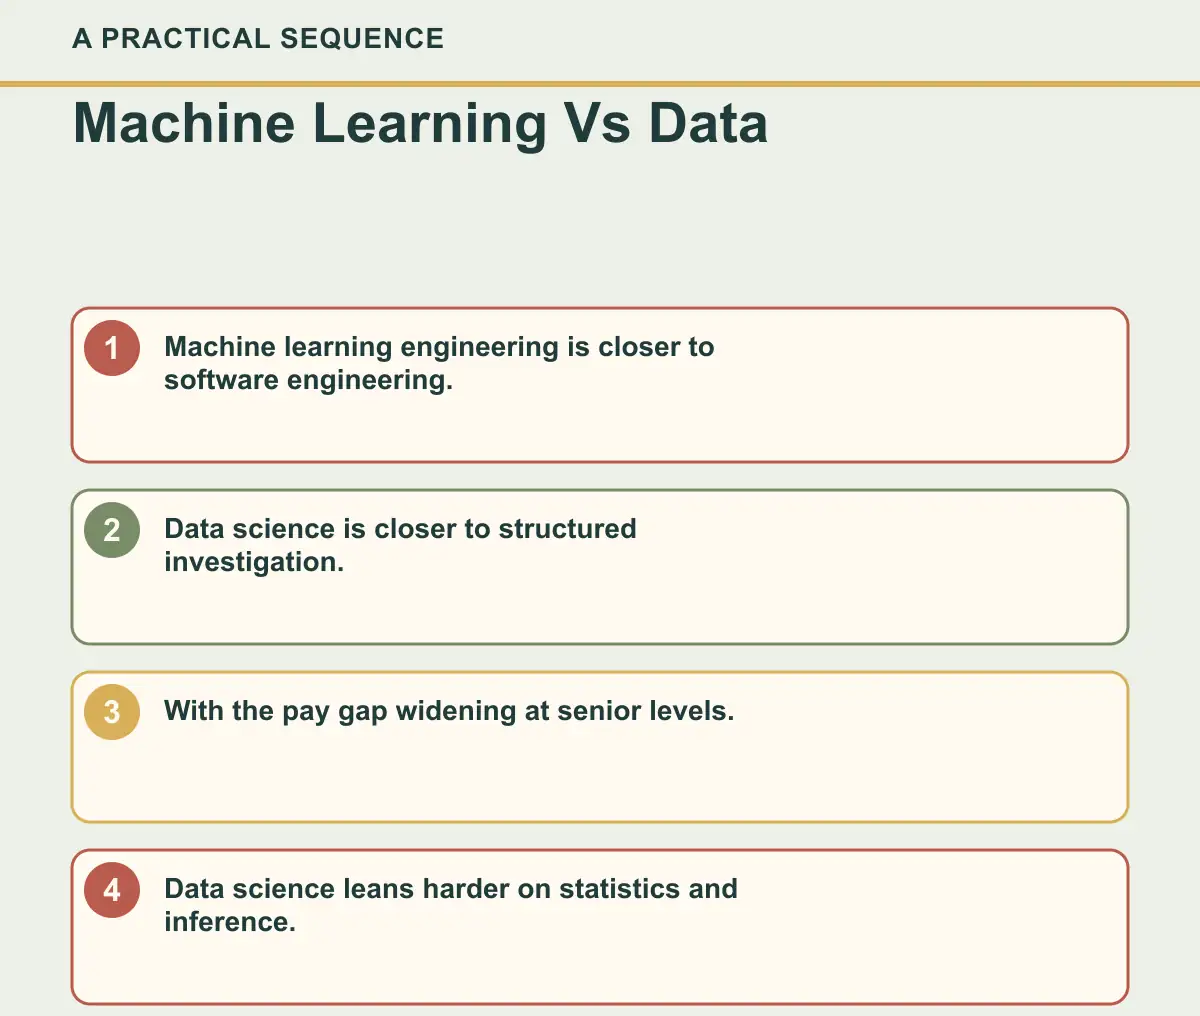 A PRACTICAL SEQUENCE
Machine Learning Vs Data
1
Machine learning engineering is closer to
software engineering.
2
Data science is closer to structured
investigation.
3
With the pay gap widening at senior levels.
4
Data science leans harder on statistics and
inference.